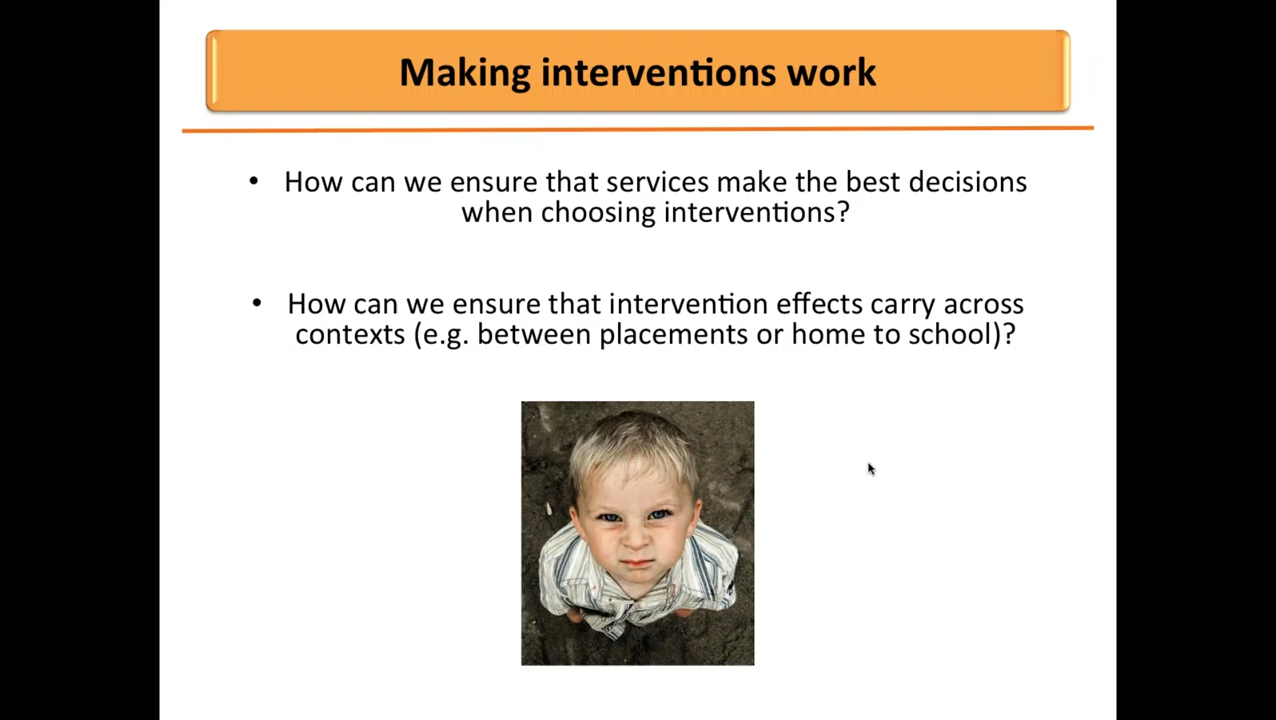 Making interventions work
• How can we ensure that services make the best decisions
when choosing interventions?
• How can we ensure that intervention effects carry across
contexts (e.g. between placements or home to school)?